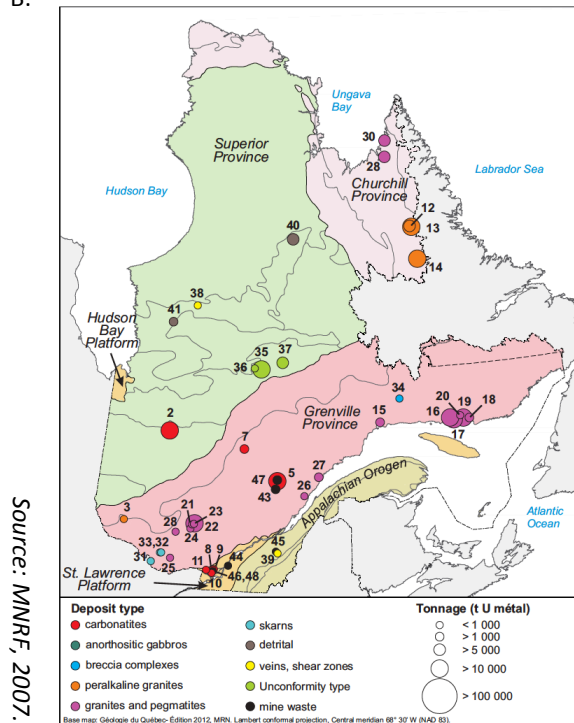 B.
Ungava
Bay
Superior
Province
30
28
Churchill
Province
Labrador Sea
Hudson Bay
12
13
14
40
38
41
Hudson
Bay
Platform
35
37
36
34
20
19
18
16
17
15
Grenville
Province
2
7
47
5
43
27
26
Appalachian Orogen
Atlantic
Ocean
3
21
23
22
24
28
33,32
31
25
8
9
11
10
44
46,48
45
39
St. Lawrence
Platform
Source: MNRF, 2007.
Deposit type
carbonatites
anorthositic gabbros
breccia complexes
peralkaline granites
granites and pegmatites
skarns
detrital
veins, shear zones
Unconformity type
mine waste
Tonnage (t U métal)
< 1 000
> 1 000
> 5 000
> 10 000
> 100 000
Base map: Géologie du Québec- Édition 2012, MRN. Lambert conformal projection, Central meridian 68° 30' W (NAD 83).